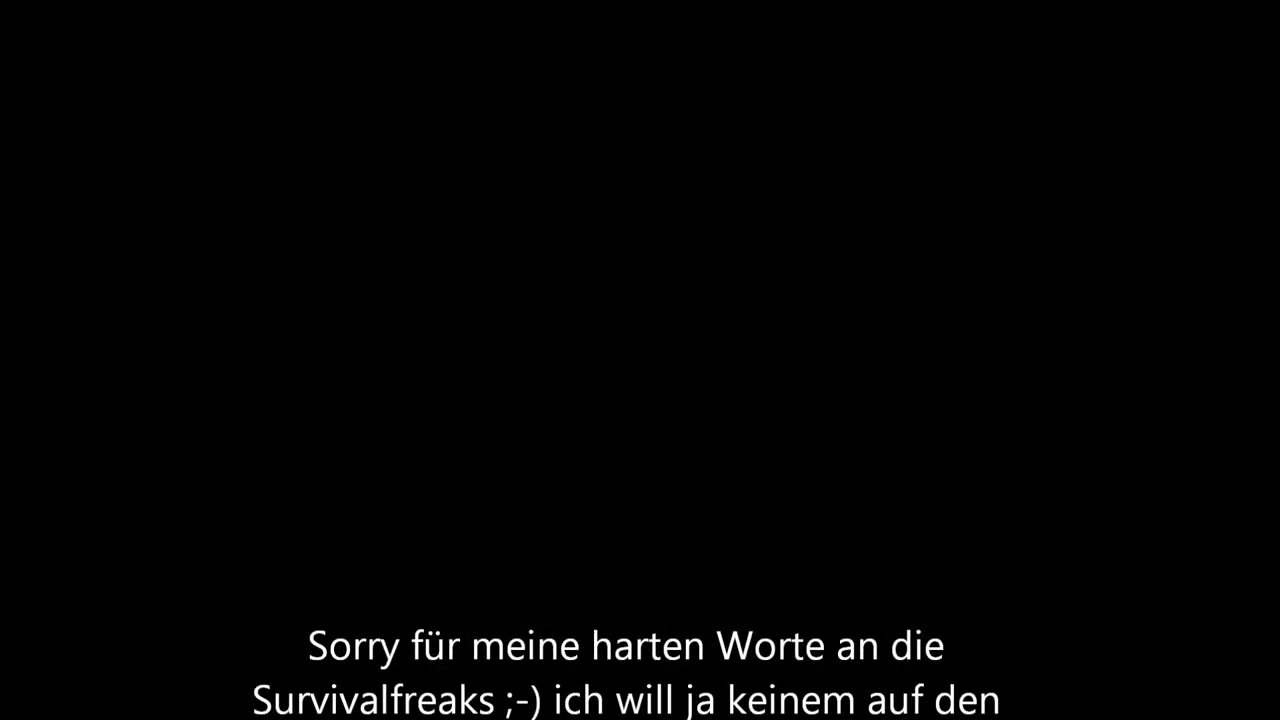 Sorry für meine harten Worte an die
Survivalfreaks ;-) ich will ja keinem auf den